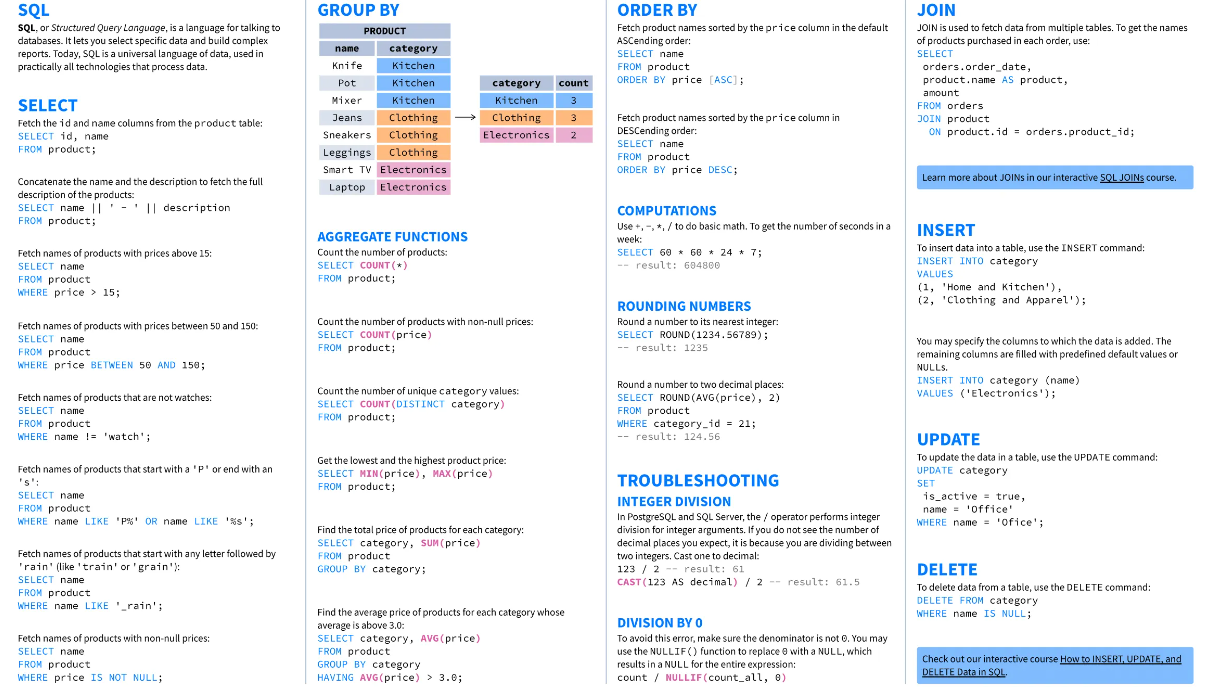 SQL
SQL, or Structured Query Language, is a language for talking to
databases. It lets you select specific data and build complex
reports. Today, SQL is a universal language of data, used in
practically all technologies that process data.
SELECT
Fetch the id and name columns from the product table:
SELECT id, name
FROM product;
Concatenate the name and the description to fetch the full
description of the products:
SELECT name || ' - ' || description
FROM product;
Fetch names of products with prices above 15:
SELECT name
FROM product
WHERE price > 15;
Fetch names of products with prices between 50 and 150:
SELECT name
FROM product
WHERE price BETWEEN 50 AND 150;
Fetch names of products that are not watches:
SELECT name
FROM product
WHERE name != 'watch';
Fetch names of products that start with a 'P' or end with an
's':
SELECT name
FROM product
WHERE name LIKE 'P%' OR name LIKE '%s';
Fetch names of products that start with any letter followed by
'rain' (like 'train' or 'grain'):
SELECT name
FROM product
WHERE name LIKE '_rain';
Fetch names of products with non-null prices:
SELECT name
FROM product
WHERE price IS NOT NULL;
GROUP BY
PRODUCT
name category
Knife Kitchen
Pot Kitchen
Mixer Kitchen
Jeans Clothing
Sneakers Clothing
Leggings Clothing
Smart TV Electronics
Laptop Electronics
category count
Kitchen 3
Clothing 3
Electronics 2
AGGREGATE FUNCTIONS
Count the number of products:
SELECT COUNT(*)
FROM product;
Count the number of products with non-null prices:
SELECT COUNT(price)
FROM product;
Count the number of unique category values:
SELECT COUNT(DISTINCT category)
FROM product;
Get the lowest and the highest product price:
SELECT MIN(price), MAX(price)
FROM product;
Find the total price of products for each category:
SELECT category, SUM(price)
FROM product
GROUP BY category;
Find the average price of products for each category whose
average is above 3.0:
SELECT category, AVG(price)
FROM product
GROUP BY category
HAVING AVG(price) > 3.0;
ORDER BY
Fetch product names sorted by the price column in the default
ASCending order:
SELECT name
FROM product
ORDER BY price [ASC];
Fetch product names sorted by the price column in
DESCending order:
SELECT name
FROM product
ORDER BY price DESC;
COMPUTATIONS
Use +, -, *, / to do basic math. To get the number of seconds in a
week:
SELECT 60 * 60 * 24 * 7;
-- result: 604800
ROUNDING NUMBERS
Round a number to its nearest integer:
SELECT ROUND(1234.56789);
-- result: 1235
Round a number to two decimal places:
SELECT ROUND(AVG(price), 2)
FROM product
WHERE category_id = 21;
-- result: 124.56
TROUBLESHOOTING
INTEGER DIVISION
In PostgreSQL and SQL Server, the / operator performs integer
division for integer arguments. If you do not see the number of
decimal places you expect, it is because you are dividing between
two integers. Cast one to decimal:
123 / 2 -- result: 61
CAST(123 AS decimal) / 2 -- result: 61.5
DIVISION BY 0
To avoid this error, make sure the denominator is not 0. You may
use the NULLIF() function to replace 0 with a NULL, which
results in a NULL for the entire expression:
count / NULLIF(count_all, 0)
JOIN
JOIN is used to fetch data from multiple tables. To get the names
of products purchased in each order, use:
SELECT
orders.order_date,
product.name AS product,
amount
FROM orders
JOIN product
ON product.id = orders.product_id;
Learn more about JOINs in our interactive SQL JOINs course.
INSERT
To insert data into a table, use the INSERT command:
INSERT INTO category
VALUES
(1, 'Home and Kitchen'),
(2, 'Clothing and Apparel');
You may specify the columns to which the data is added. The
remaining columns are filled with predefined default values or
NULLs.
INSERT INTO category (name)
VALUES ('Electronics');
UPDATE
To update the data in a table, use the UPDATE command:
UPDATE category
SET
is_active = true,
name = 'Office'
WHERE name = 'Ofice';
DELETE
To delete data from a table, use the DELETE command:
DELETE FROM category
WHERE name IS NULL;
Check out our interactive course How to INSERT, UPDATE, and
DELETE Data in SQL.